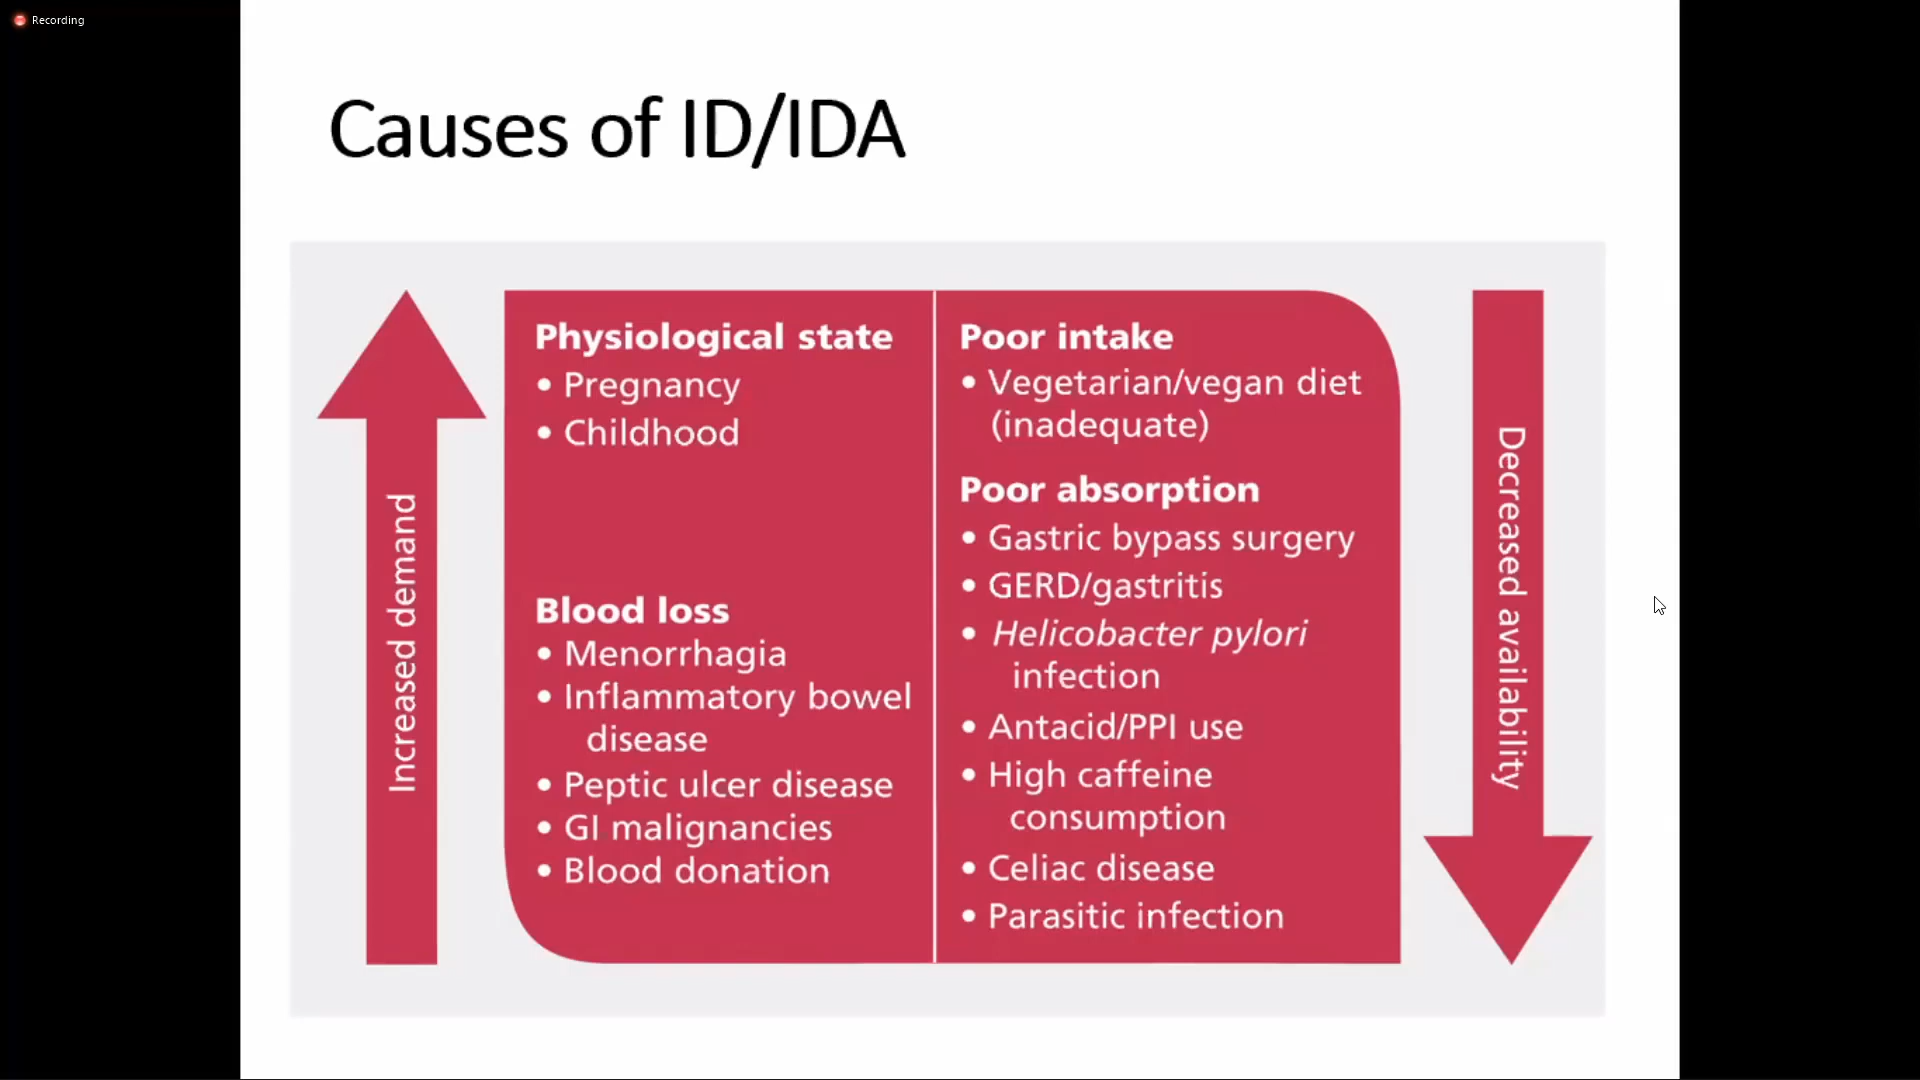 Recording
Causes of ID/IDA
Increased demand
Physiological state
• Pregnancy
• Childhood
Blood loss
• Menorrhagia
• Inflammatory bowel
disease
• Peptic ulcer disease
• GI malignancies
• Blood donation
Poor intake
• Vegetarian/vegan diet
(inadequate)
Poor absorption
• Gastric bypass surgery
• GERD/gastritis
• Helicobacter pylori
infection
• Antacid/PPI use
• High caffeine
consumption
• Celiac disease
• Parasitic infection
Decreased availability